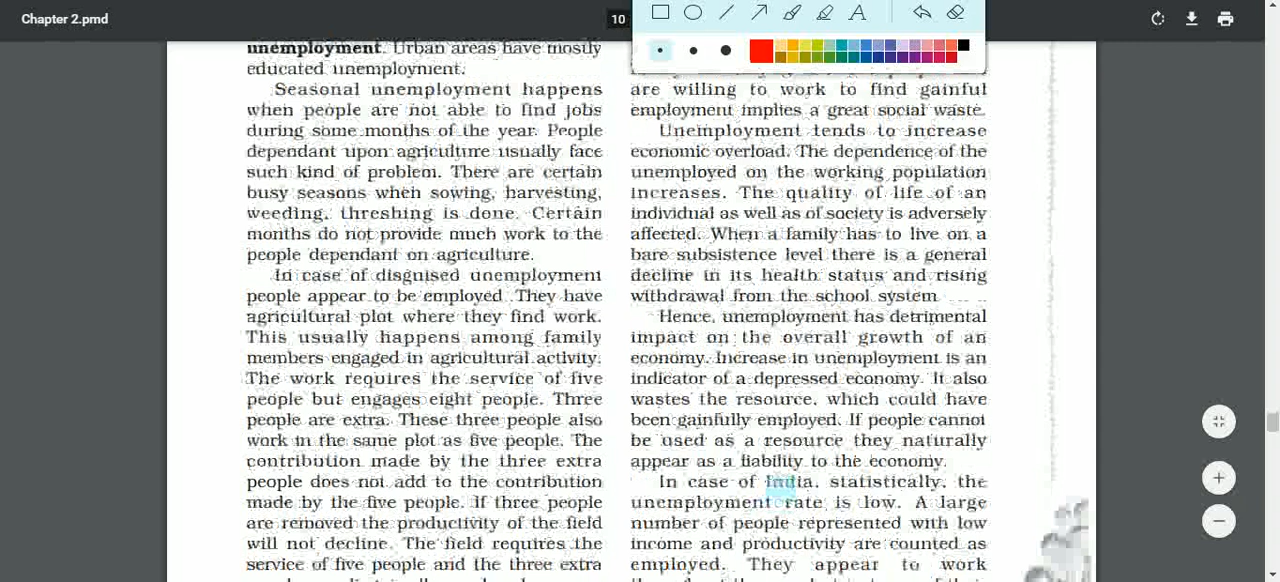 Chapter 2.pmd
10
A
unemployment. Urban areas have mostly
educated unemployment.
Seasonal unemployment happens
when people are not able to find jobs
during some months of the year. People
dependant upon agriculture usually face
such kind of problem. There are certain
busy seasons when sowing, harvesting,
weeding, threshing is done. Certain
months do not provide much work to the
people dependant on agriculture.
In case of disguised unemployment
people appear to be employed. They have
agricultural plot where they find work.
This usually happens among family
members engaged in agricultural activity.
The work requires the service of five
people but engages eight people. Three
people are extra. These three people also
work in the same plot as five people. The
contribution made by the three extra
people does not add to the contribution
made by the five people. If three people
are removed the productivity of the field
will not decline. The field requires the
service of five people and the three extra
are willing to work to find gainful
employment implies a great social waste.
Unemployment tends to increase
economic overload. The dependence of the
unemployed on the working population
increases. The quality of life of an
individual as well as of society is adversely
affected. When a family has to live on a
bare subsistence level there is a general
decline in its health status and rising
withdrawal from the school system
Hence, unemployment has detrimental
impact on the overall growth of an
economy. Increase in unemployment is an
indicator of a depressed economy. It also
wastes the resource, which could have
been gainfully employed. If people cannot
be used as a resource they naturally
appear as a liability to the economy.
In case of India, statistically, the
unemployment rate is low. A large
number of people represented with low
income and productivity are counted as
employed. They appear to work